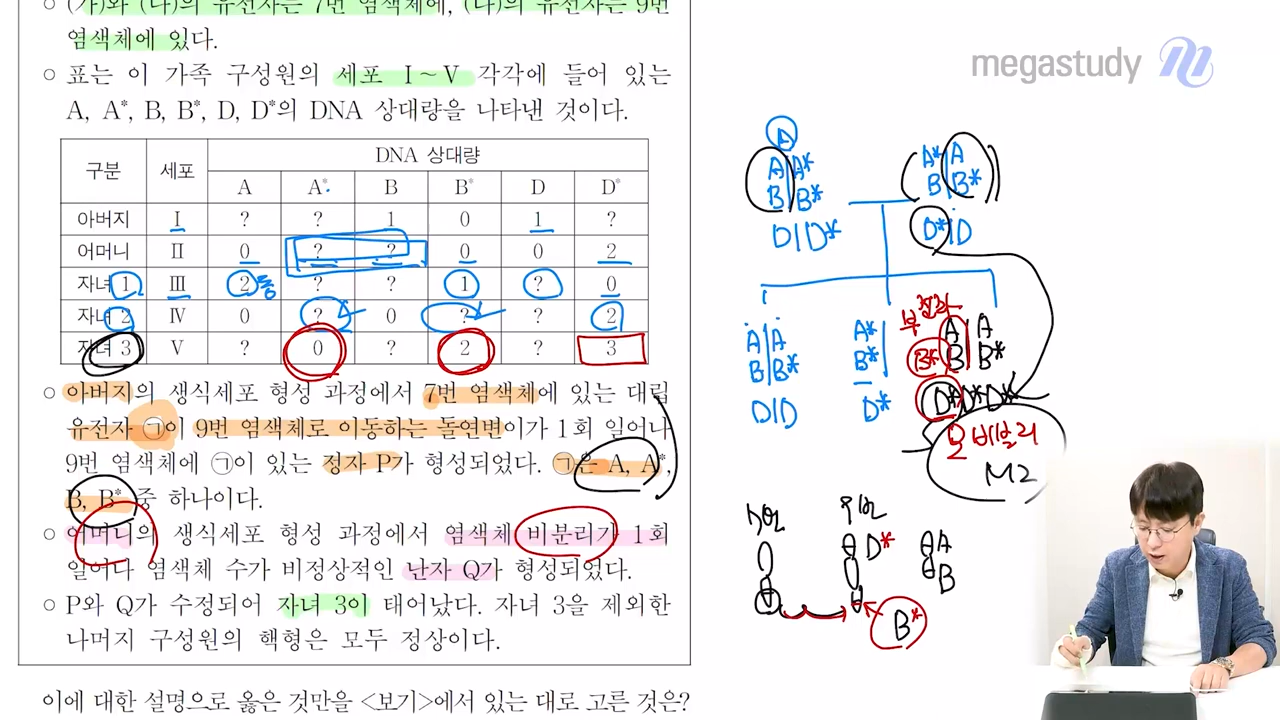 ○ (가)와 (나)의 유전자는 7번 염색체에, (다)의 유전자는 9번
염색체에 있다.
○ 표는 이 가족 구성원의 세포 Ⅰ~Ⅴ 각각에 들어 있는
A, A*, B, B*, D, D*의 DNA 상대량을 나타낸 것이다.
구분 세포 DNA 상대량
A A* B B* D D*
아버지 Ⅰ ? ? 1 0 1 ?
어머니 Ⅱ 0 ? ? 0 0 2
자녀 1 Ⅲ 2 ? ? 1 ? 0
자녀 2 Ⅳ 0 ? 0 ? ? 2
자녀 3 Ⅴ ? 0 ? 2 ? 3
○ 아버지의 생식세포 형성 과정에서 7번 염색체에 있는 대립
유전자 ㉠이 9번 염색체로 이동하는 돌연변이가 1회 일어나
9번 염색체에 ㉠이 있는 정자 P가 형성되었다. ㉠은 A, A*,
B, B* 중 하나이다.
○ 어머니의 생식세포 형성 과정에서 염색체 비분리가 1회
일어나 염색체 수가 비정상적인 난자 Q가 형성되었다.
○ P와 Q가 수정되어 자녀 3이 태어났다. 자녀 3을 제외한
나머지 구성원의 핵형은 모두 정상이다.
이에 대한 설명으로 옳은 것만을 <보기>에서 있는 대로 고른 것은?
megastudy
A
A A* A* A
B B* B B*
D D* D* D
A A A* A A
B B* B* B* B B*
D D D* D* D* D*
M2
D* A
B
B*